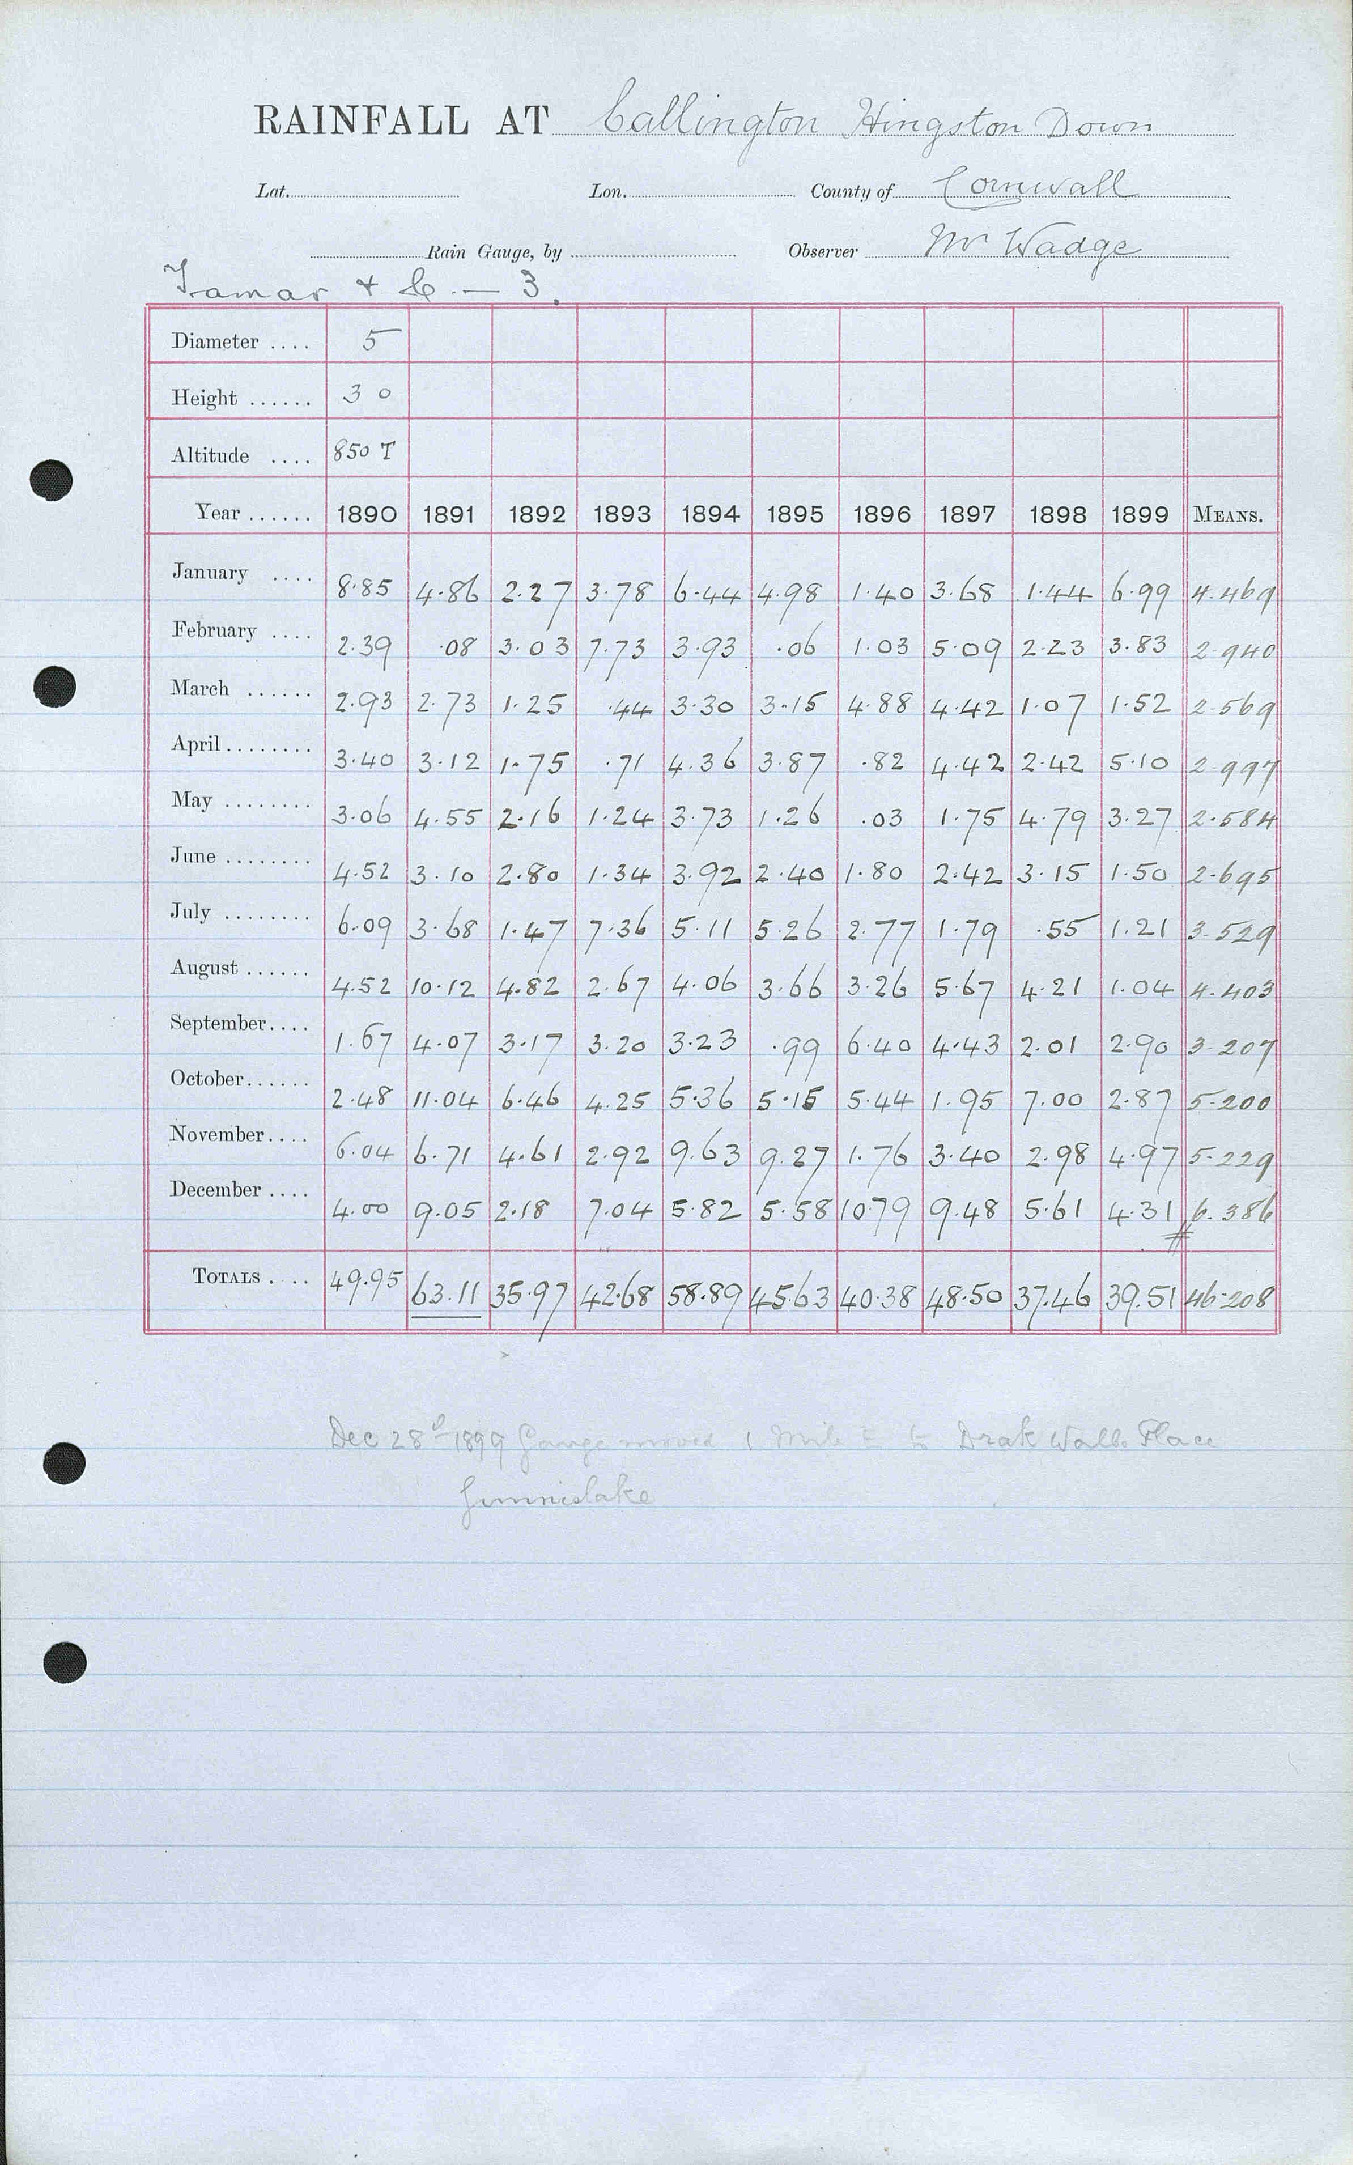 RAINFALL AT Callington Hingston Down
Lat. Lon. County of Cornwall
Rain Gauge, by Observer Mr Wadge
Tamar & C. — 3.
Diameter .... 5
Height ...... 30
Altitude .... 850 T
Year ...... 1890 1891 1892 1893 1894 1895 1896 1897 1898 1899 MEANS.
January .... 8.85 4.86 2.27 3.78 6.44 4.98 1.40 3.68 1.44 6.99 4.469
February .... 2.39 .08 3.03 7.73 3.93 .06 1.03 5.09 2.23 3.83 2.940
March ...... 2.93 2.73 1.25 .44 3.30 3.15 4.88 4.42 1.07 1.52 2.569
April ........ 3.40 3.12 1.75 .71 4.36 3.87 .82 4.42 2.42 5.10 2.997
May ........ 3.06 4.55 2.16 1.24 3.73 1.26 .03 1.75 4.79 3.27 2.584
June ........ 4.52 3.10 2.80 1.34 3.92 2.40 1.80 2.42 3.15 1.50 2.695
July ........ 6.09 3.68 1.47 7.36 5.11 5.26 2.77 1.79 .55 1.21 3.529
August ...... 4.52 10.12 4.82 2.67 4.06 3.66 3.26 5.67 4.21 1.04 4.403
September.... 1.67 4.07 3.17 3.20 3.23 .99 6.40 4.43 2.01 2.90 3.207
October...... 2.48 11.04 6.46 4.25 5.36 5.15 5.44 1.95 7.00 2.87 5.200
November.... 6.04 6.71 4.61 2.92 9.63 9.27 1.76 3.40 2.98 4.97 5.229
December .... 4.00 9.05 2.18 7.04 5.82 5.58 10.79 9.48 5.61 4.31 6.386
TOTALS .... 49.95 63.11 35.97 42.68 58.89 45.63 40.38 48.50 37.46 39.51 46.208
Dec 28th 1899 Gauge moved 1 mile E to Drak Walls Place
Gunnislake